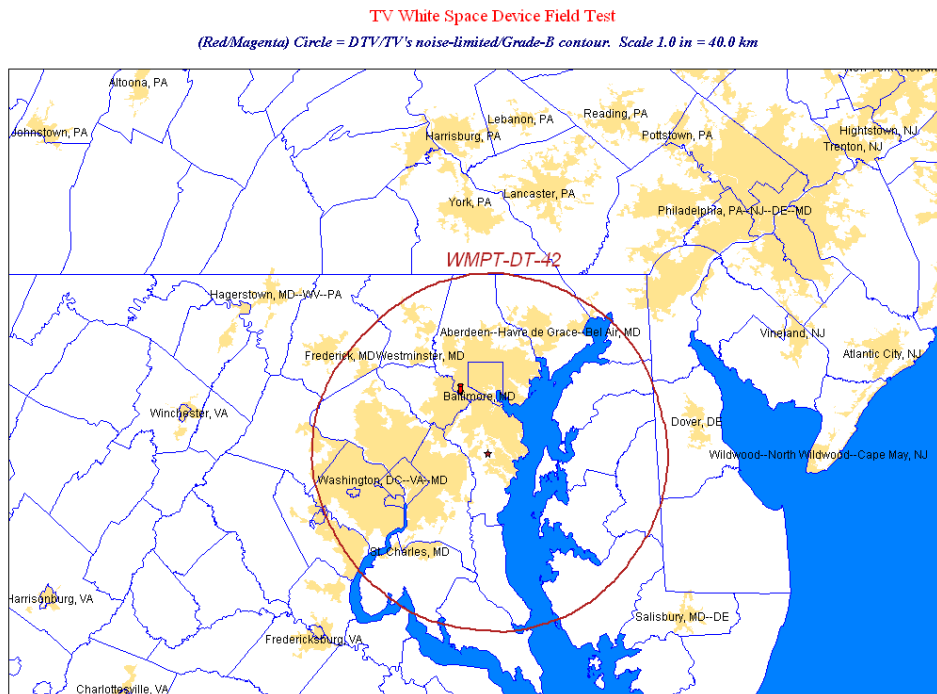 TV White Space Device Field Test
(Red/Magenta) Circle = DTV/TV's noise-limited/Grade-B contour. Scale 1.0 in = 40.0 km
Altoona, PA
Johnstown, PA
Harrisburg, PA
Lebanon, PA
Reading, PA
Pottstown, PA
Hightstown, NJ
Trenton, NJ
Lancaster, PA
York, PA
Philadelphia, PA--NJ--DE--MD
WMPT-DT-42
Hagerstown, MD--WV--PA
Aberdeen--Havre de Grace--Bel Air, MD
Vineland, NJ
Frederick, MD
Westminster, MD
Atlantic City, NJ
Baltimore, MD
Winchester, VA
Dover, DE
Wildwood--North Wildwood--Cape May, NJ
Washington, DC--VA--MD
St. Charles, MD
Harrisonburg, VA
Salisbury, MD--DE
Fredericksburg, VA
Charlottesville, VA